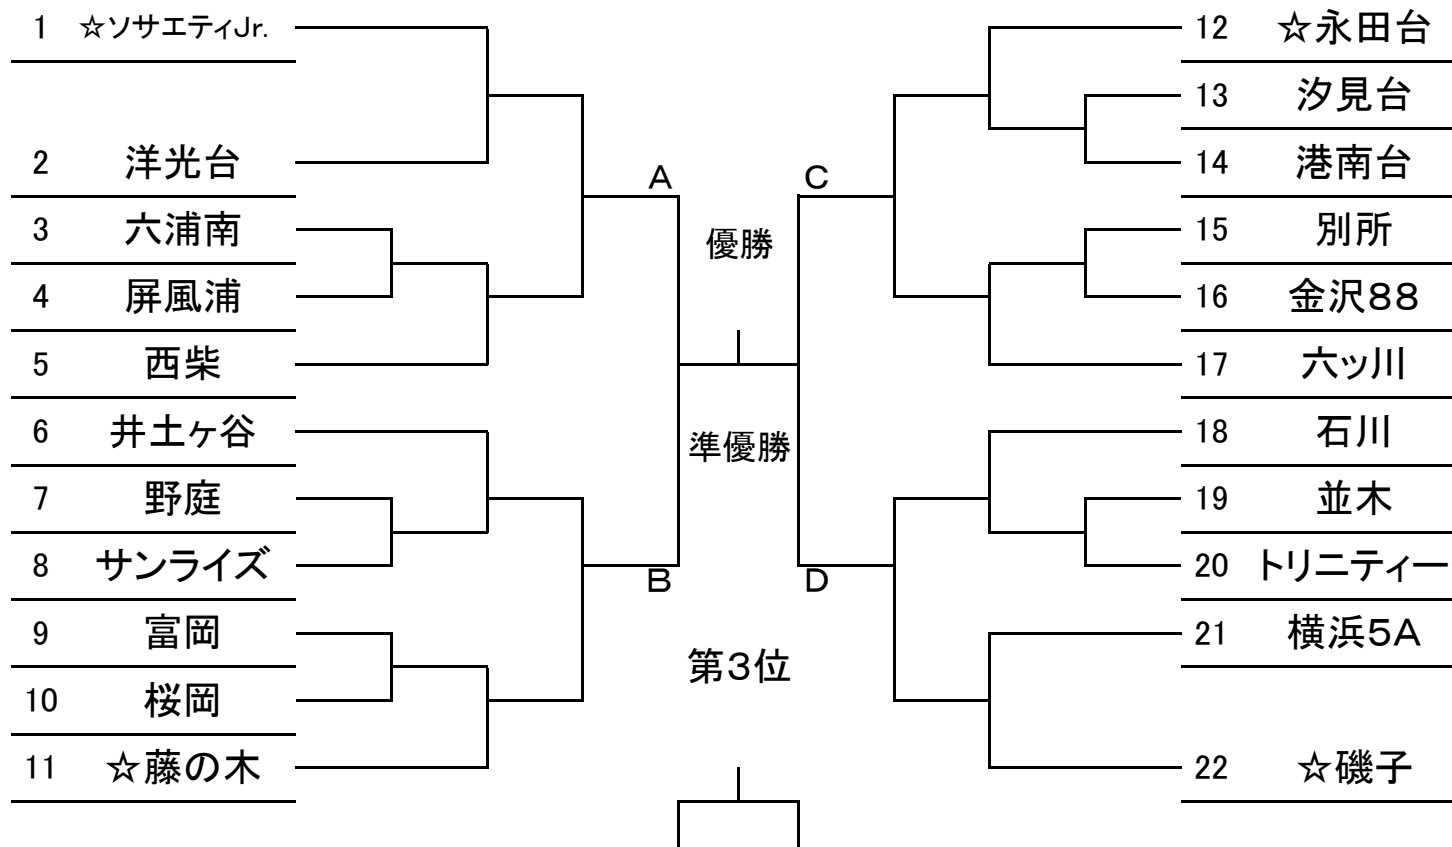 1 ☆ソサエティJr.
2 洋光台
3 六浦南
4 屏風浦
5 西柴
6 井土ヶ谷
7 野庭
8 サンライズ
9 富岡
10 桜岡
11 ☆藤の木
A
B
優勝
準優勝
第3位
C
D
12 ☆永田台
13 汐見台
14 港南台
15 別所
16 金沢88
17 六ッ川
18 石川
19 並木
20 トリニティー
21 横浜5A
22 ☆磯子